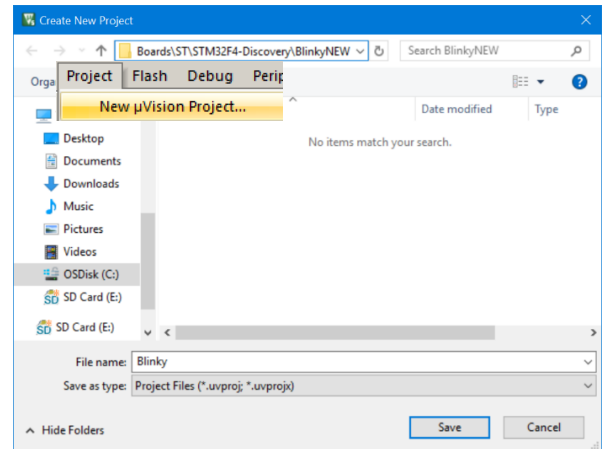 Create New Project
Boards\ST\STM32F4-Discovery\BlinkyNEW
Search BlinkyNEW
Orga
Project Flash Debug Perip
New µVision Project...
Date modified Type
Desktop
No items match your search.
Documents
Downloads
Music
Pictures
Videos
OSDisk (C:)
SD Card (E:)
SD Card (E:)
File name: Blinky
Save as type: Project Files (*.uvproj; *.uvprojx)
Hide Folders
Save Cancel